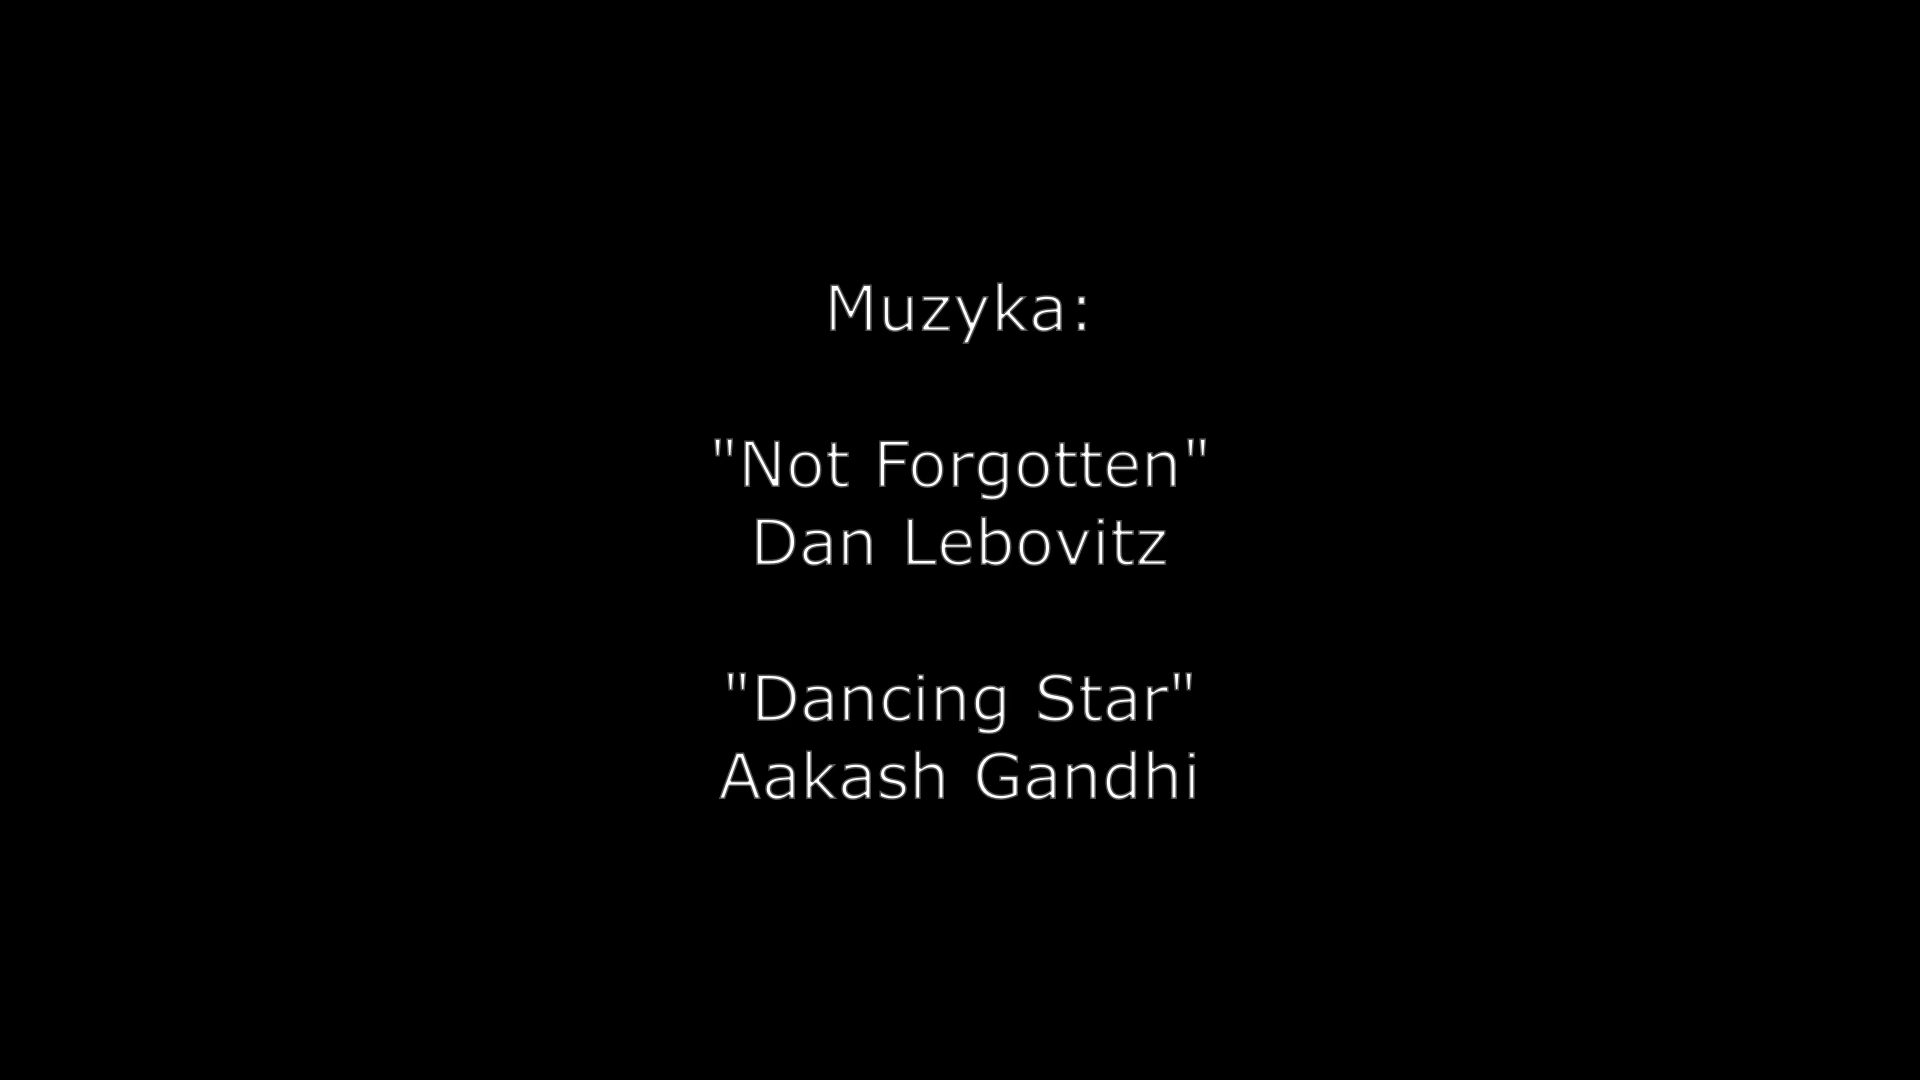 Muzyka:
"Not Forgotten"
Dan Lebovitz
"Dancing Star"
Aakash Gandhi